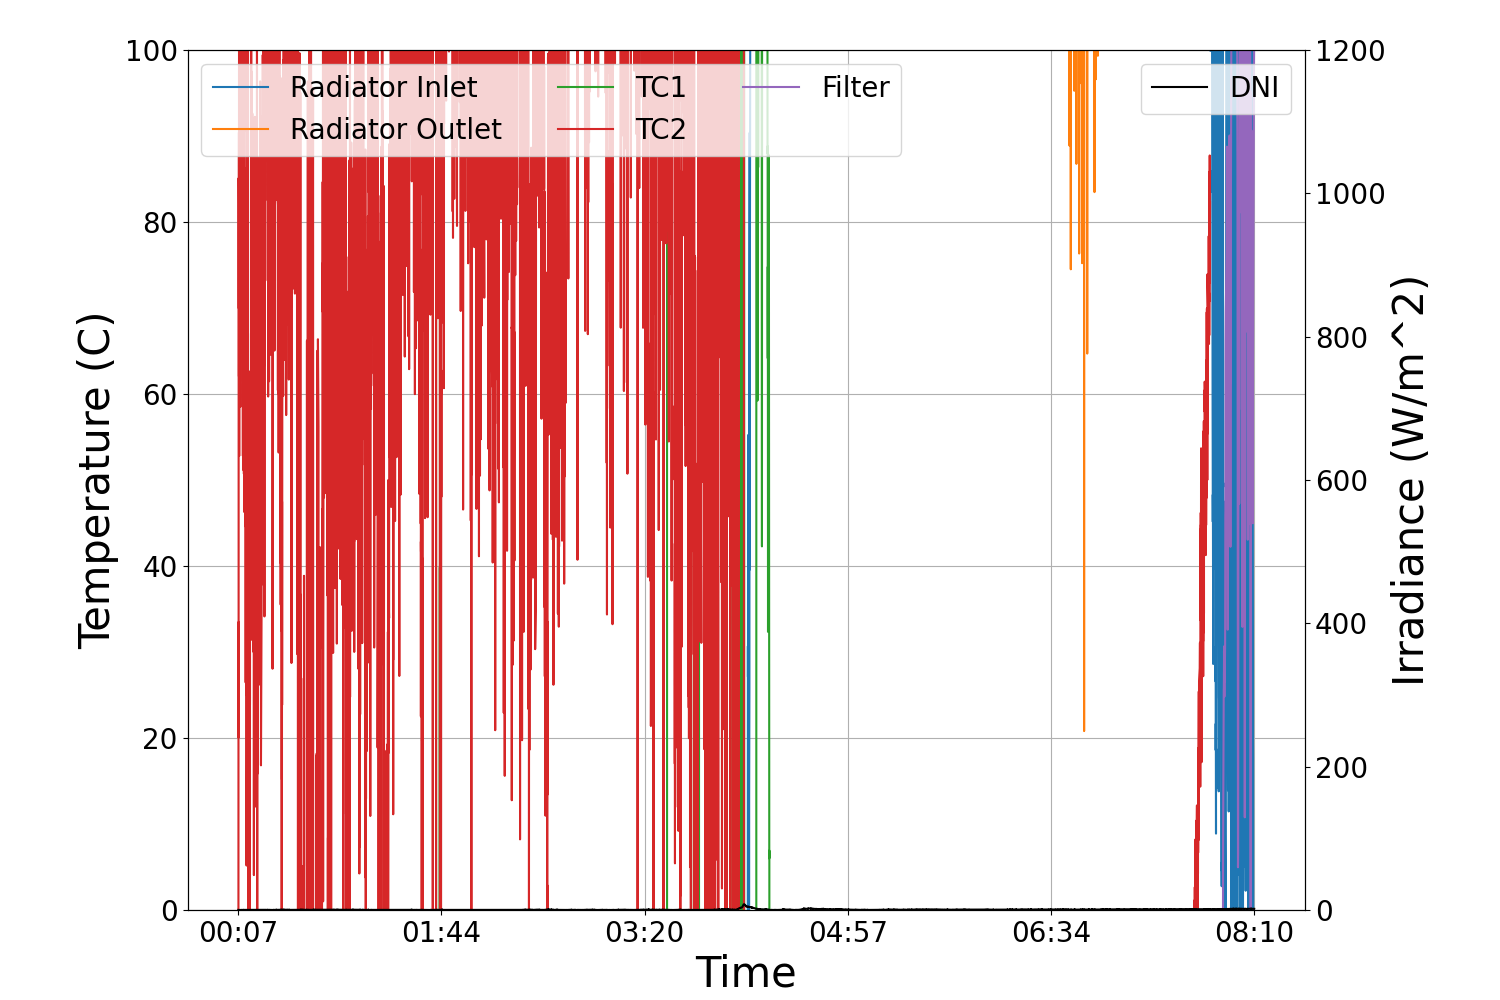 100
80
60
40
20
0
Temperature (C)
Radiator Inlet
Radiator Outlet
TC1
TC2
Filter
DNI
1200
1000
800
600
400
200
0
Irradiance (W/m^2)
00:07 01:44 03:20 04:57 06:34 08:10
Time